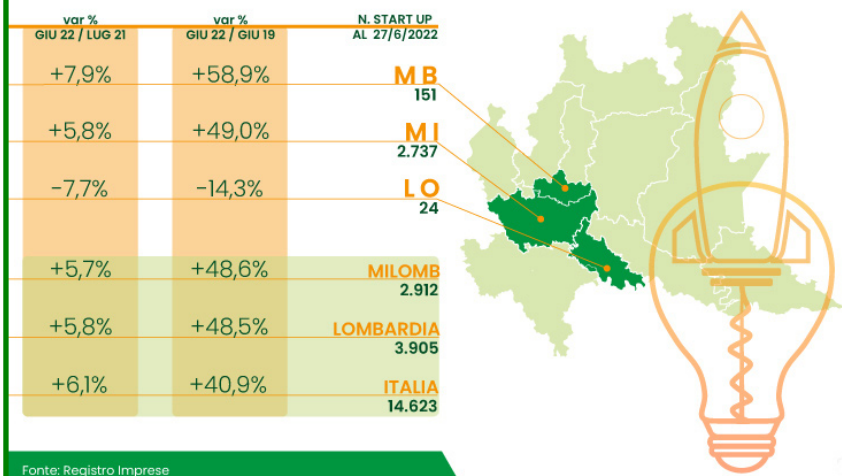 var % var % N. START UP
GIU 22 / LUG 21 GIU 22 / GIU 19 AL 27/6/2022
+7,9% +58,9% MB
151
+5,8% +49,0% MI
2.737
-7,7% -14,3% LO
24
+5,7% +48,6% MILOMB
2.912
+5,8% +48,5% LOMBARDIA
3.905
+6,1% +40,9% ITALIA
14.623
Fonte: Registro Imprese